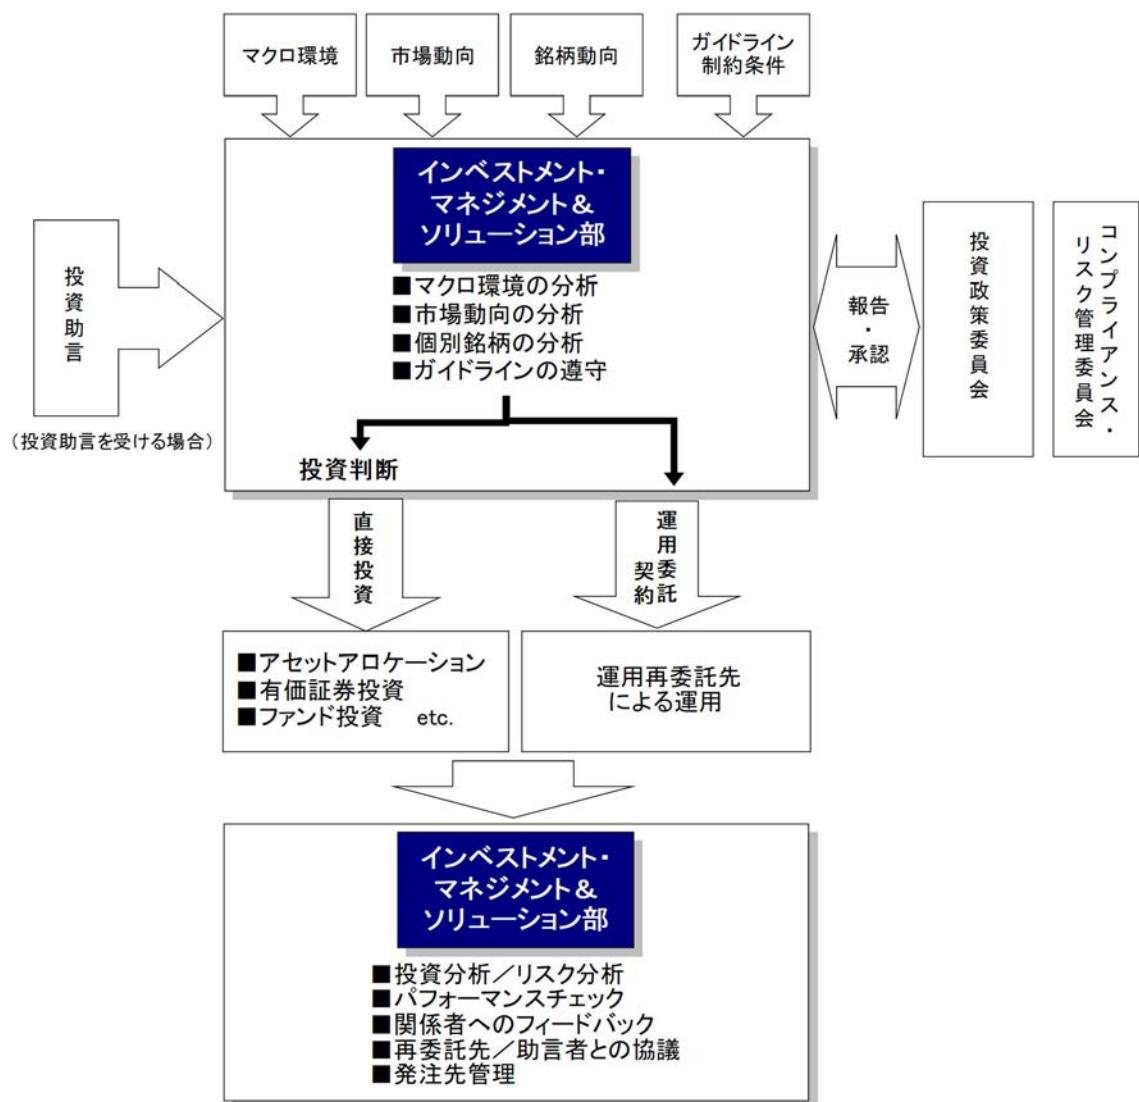 マクロ環境
市場動向
銘柄動向
ガイドライン
制約条件
インベストメント・
マネジメント＆
ソリューション部
■マクロ環境の分析
■市場動向の分析
■個別銘柄の分析
■ガイドラインの遵守
投資助言
（投資助言を受ける場合）
報告
・
承認
投資政策委員会
コンプライアンス・
リスク管理委員会
投資判断
直接投資
運用委託
契約
■アセットアロケーション
■有価証券投資
■ファンド投資 etc.
運用再委託先
による運用
インベストメント・
マネジメント＆
ソリューション部
■投資分析／リスク分析
■パフォーマンスチェック
■関係者へのフィードバック
■再委託先／助言者との協議
■発注先管理